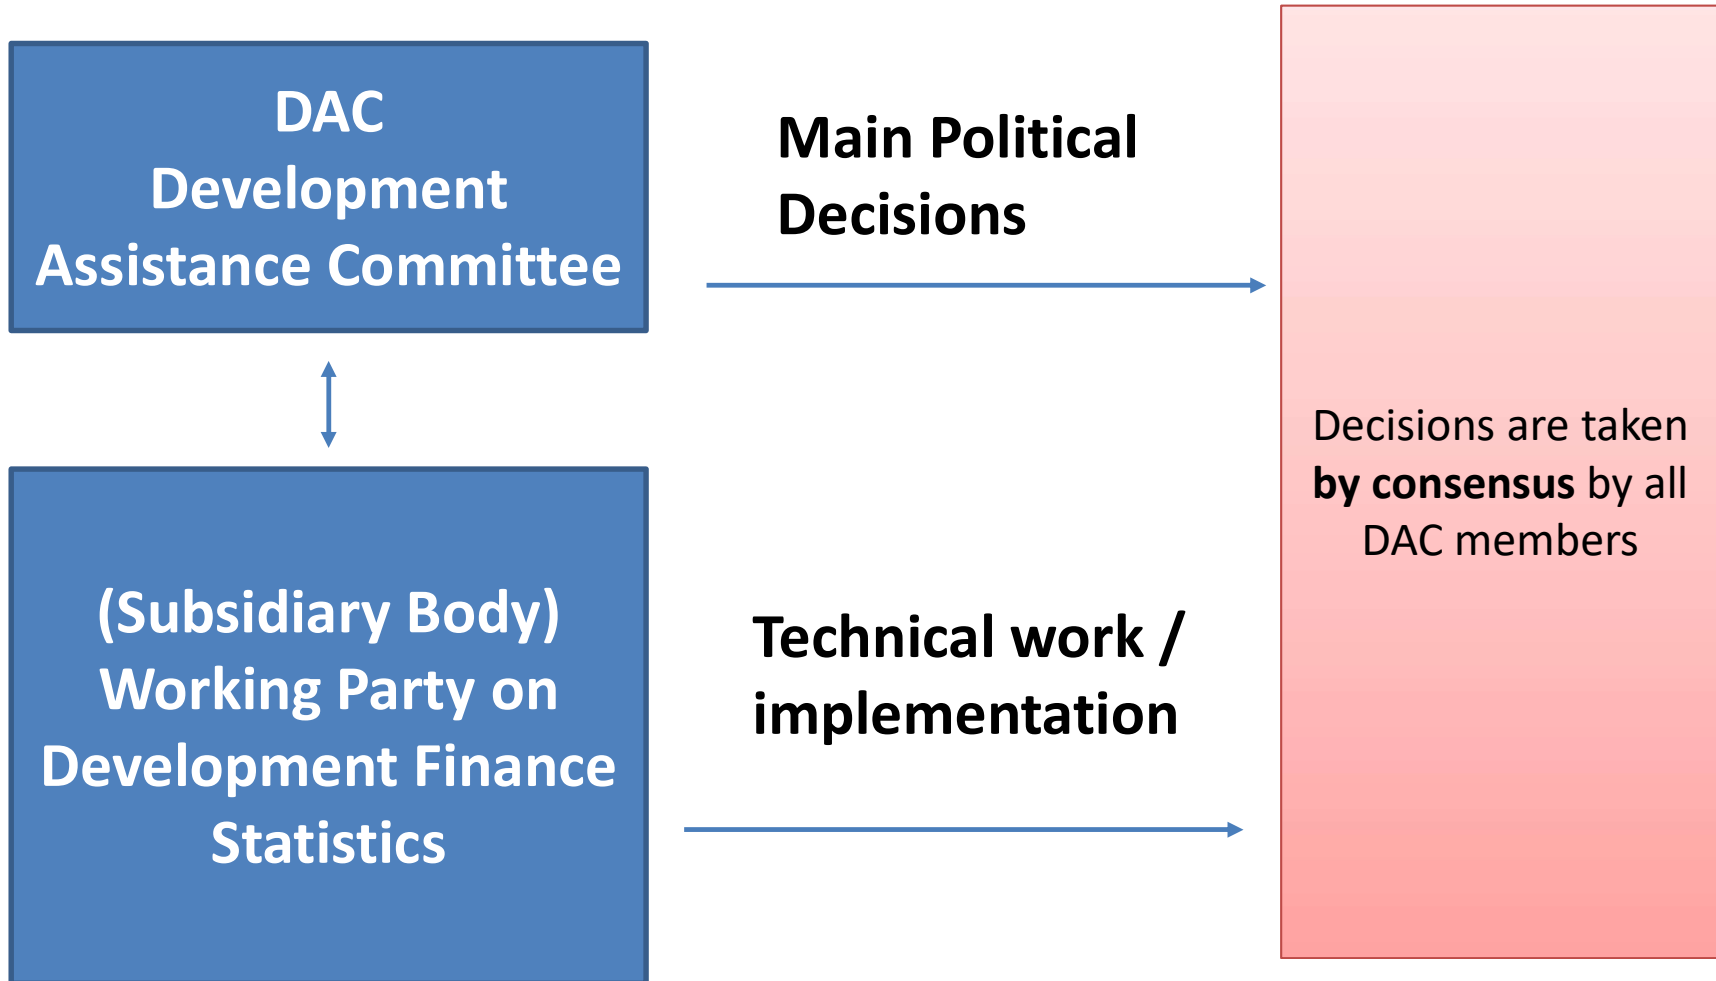 DAC
Development
Assistance Committee
Main Political
Decisions
(Subsidiary Body)
Working Party on
Development Finance
Statistics
Technical work /
implementation
Decisions are taken
by consensus by all
DAC members